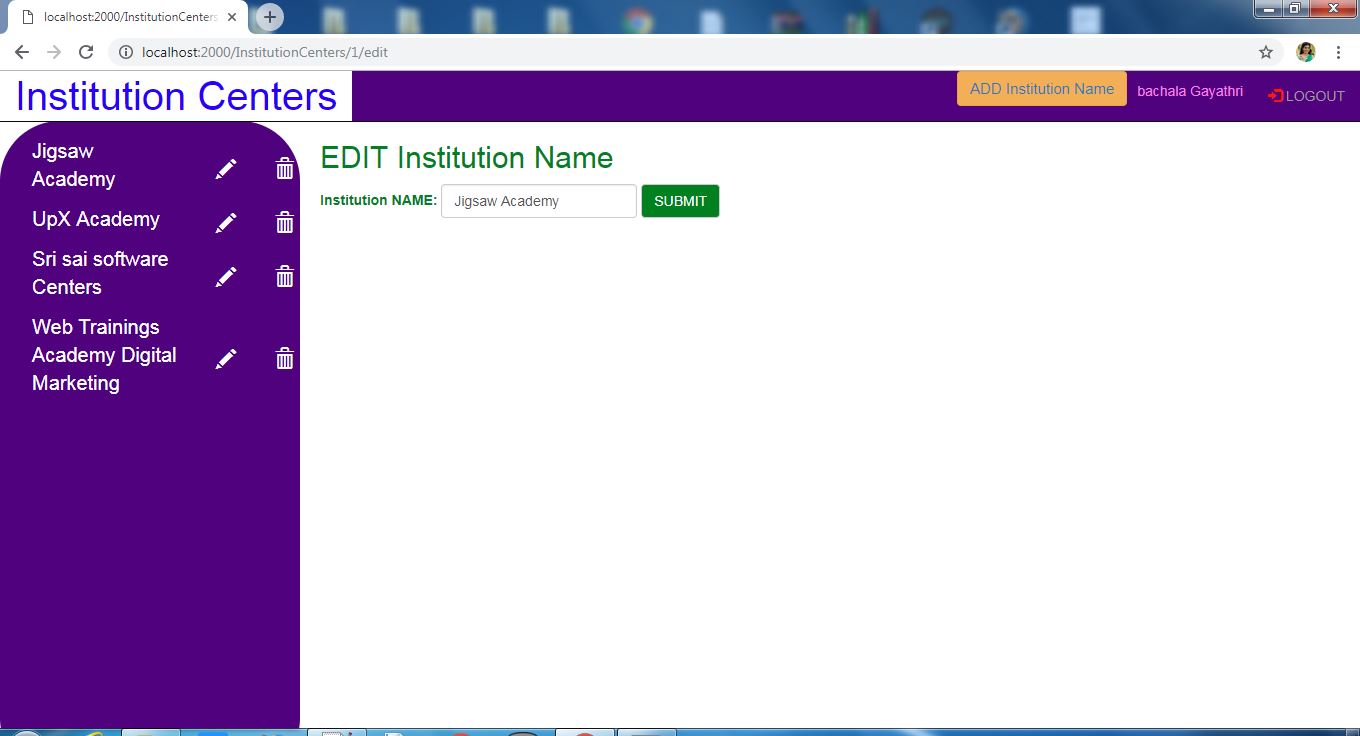 localhost:2000/InstitutionCenters
localhost:2000/InstitutionCenters/1/edit
Institution Centers
ADD Institution Name
bachala Gayathri
LOGOUT
Jigsaw
Academy
UpX Academy
Sri sai software
Centers
Web Trainings
Academy Digital
Marketing
EDIT Institution Name
Institution NAME: Jigsaw Academy SUBMIT